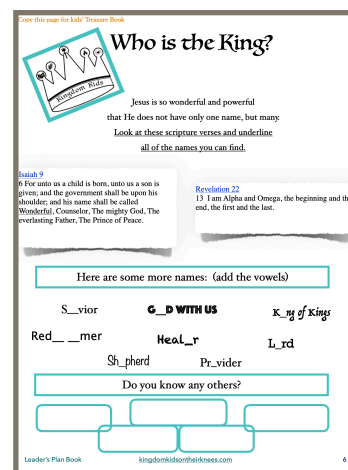 Copy this page for kids' Treasure Book
Who is the King?
Kingdom Kids
Jesus is so wonderful and powerful
that He does not have only one name, but many.
Look at these scripture verses and underline
all of the names you can find.
Isaiah 9
6 For unto us a child is born, unto us a son is
given; and the government shall be upon his
shoulder; and his name shall be called
Wonderful, Counselor, The mighty God, The
everlasting Father, The Prince of Peace.
Revelation 22
13 I am Alpha and Omega, the beginning and th
end, the first and the last.
Here are some more names: (add the vowels)
S__vior
G__D WITH US
K_ng of Kings
Red__ __mer
Heal_r
L_rd
Sh_pherd
Pr_vider
Do you know any others?
Leader's Plan Book
kingdomkidsontheirknees.com
6